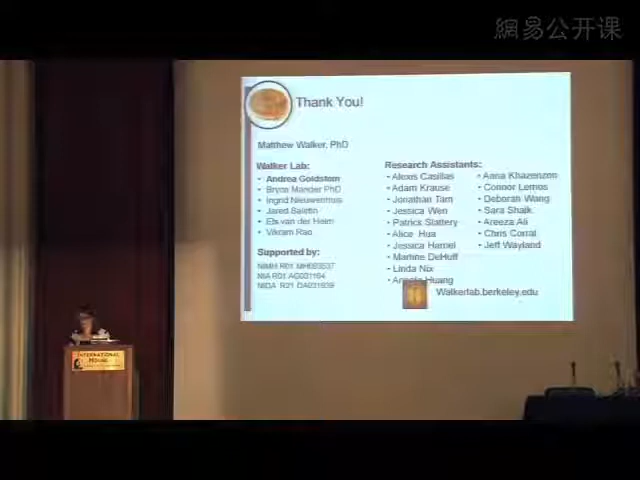 網易公开课
Thank You!
Matthew Walker, PhD
Walker Lab:
• Andrea Goldstein
• Bryce Mander PhD
• Ingrid Nieuwenhuis
• Jared Saletin
• Els van der Helm
• Vikram Rao
Supported by:
NIMH R01 MH093537
NIA R01 AG031164
NIDA R21 DA031939
Research Assistants:
• Alexis Casillas
• Adam Krause
• Jonathan Tam
• Jessica Wen
• Patrick Slattery
• Alice Hua
• Jessica Hamel
• Martine DeHuff
• Linda Nix
• Angela Huang
• Aana Khazenzon
• Connor Lemos
• Deborah Wang
• Sara Shaik
• Areeza Ali
• Chris Corral
• Jeff Wayland
Walkerlab.berkeley.edu
INTERNATIONAL
HOUSE